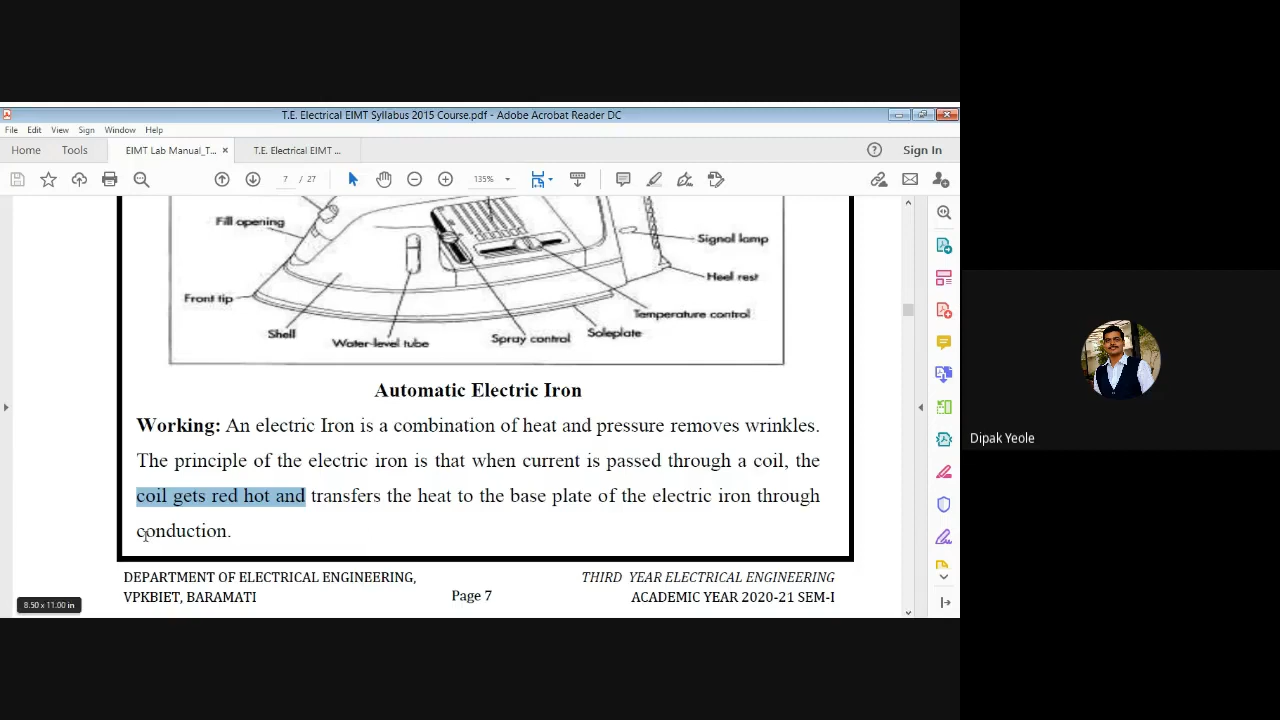 T.E. Electrical EIMT Syllabus 2015 Course.pdf - Adobe Acrobat Reader DC
File Edit View Sign Window Help
Home Tools EIMT Lab Manual_T... × T.E. Electrical EIMT ... Sign In
7 / 27 135%
Fill opening
Signal lamp
Heel rest
Front tip
Temperature control
Shell
Water-level tube
Spray control
Soleplate
Automatic Electric Iron
Working: An electric Iron is a combination of heat and pressure removes wrinkles.
The principle of the electric iron is that when current is passed through a coil, the
coil gets red hot and transfers the heat to the base plate of the electric iron through
conduction.
DEPARTMENT OF ELECTRICAL ENGINEERING, THIRD YEAR ELECTRICAL ENGINEERING
VPKBIET, BARAMATI Page 7 ACADEMIC YEAR 2020-21 SEM-I
8.50 x 11.00 in
Dipak Yeole